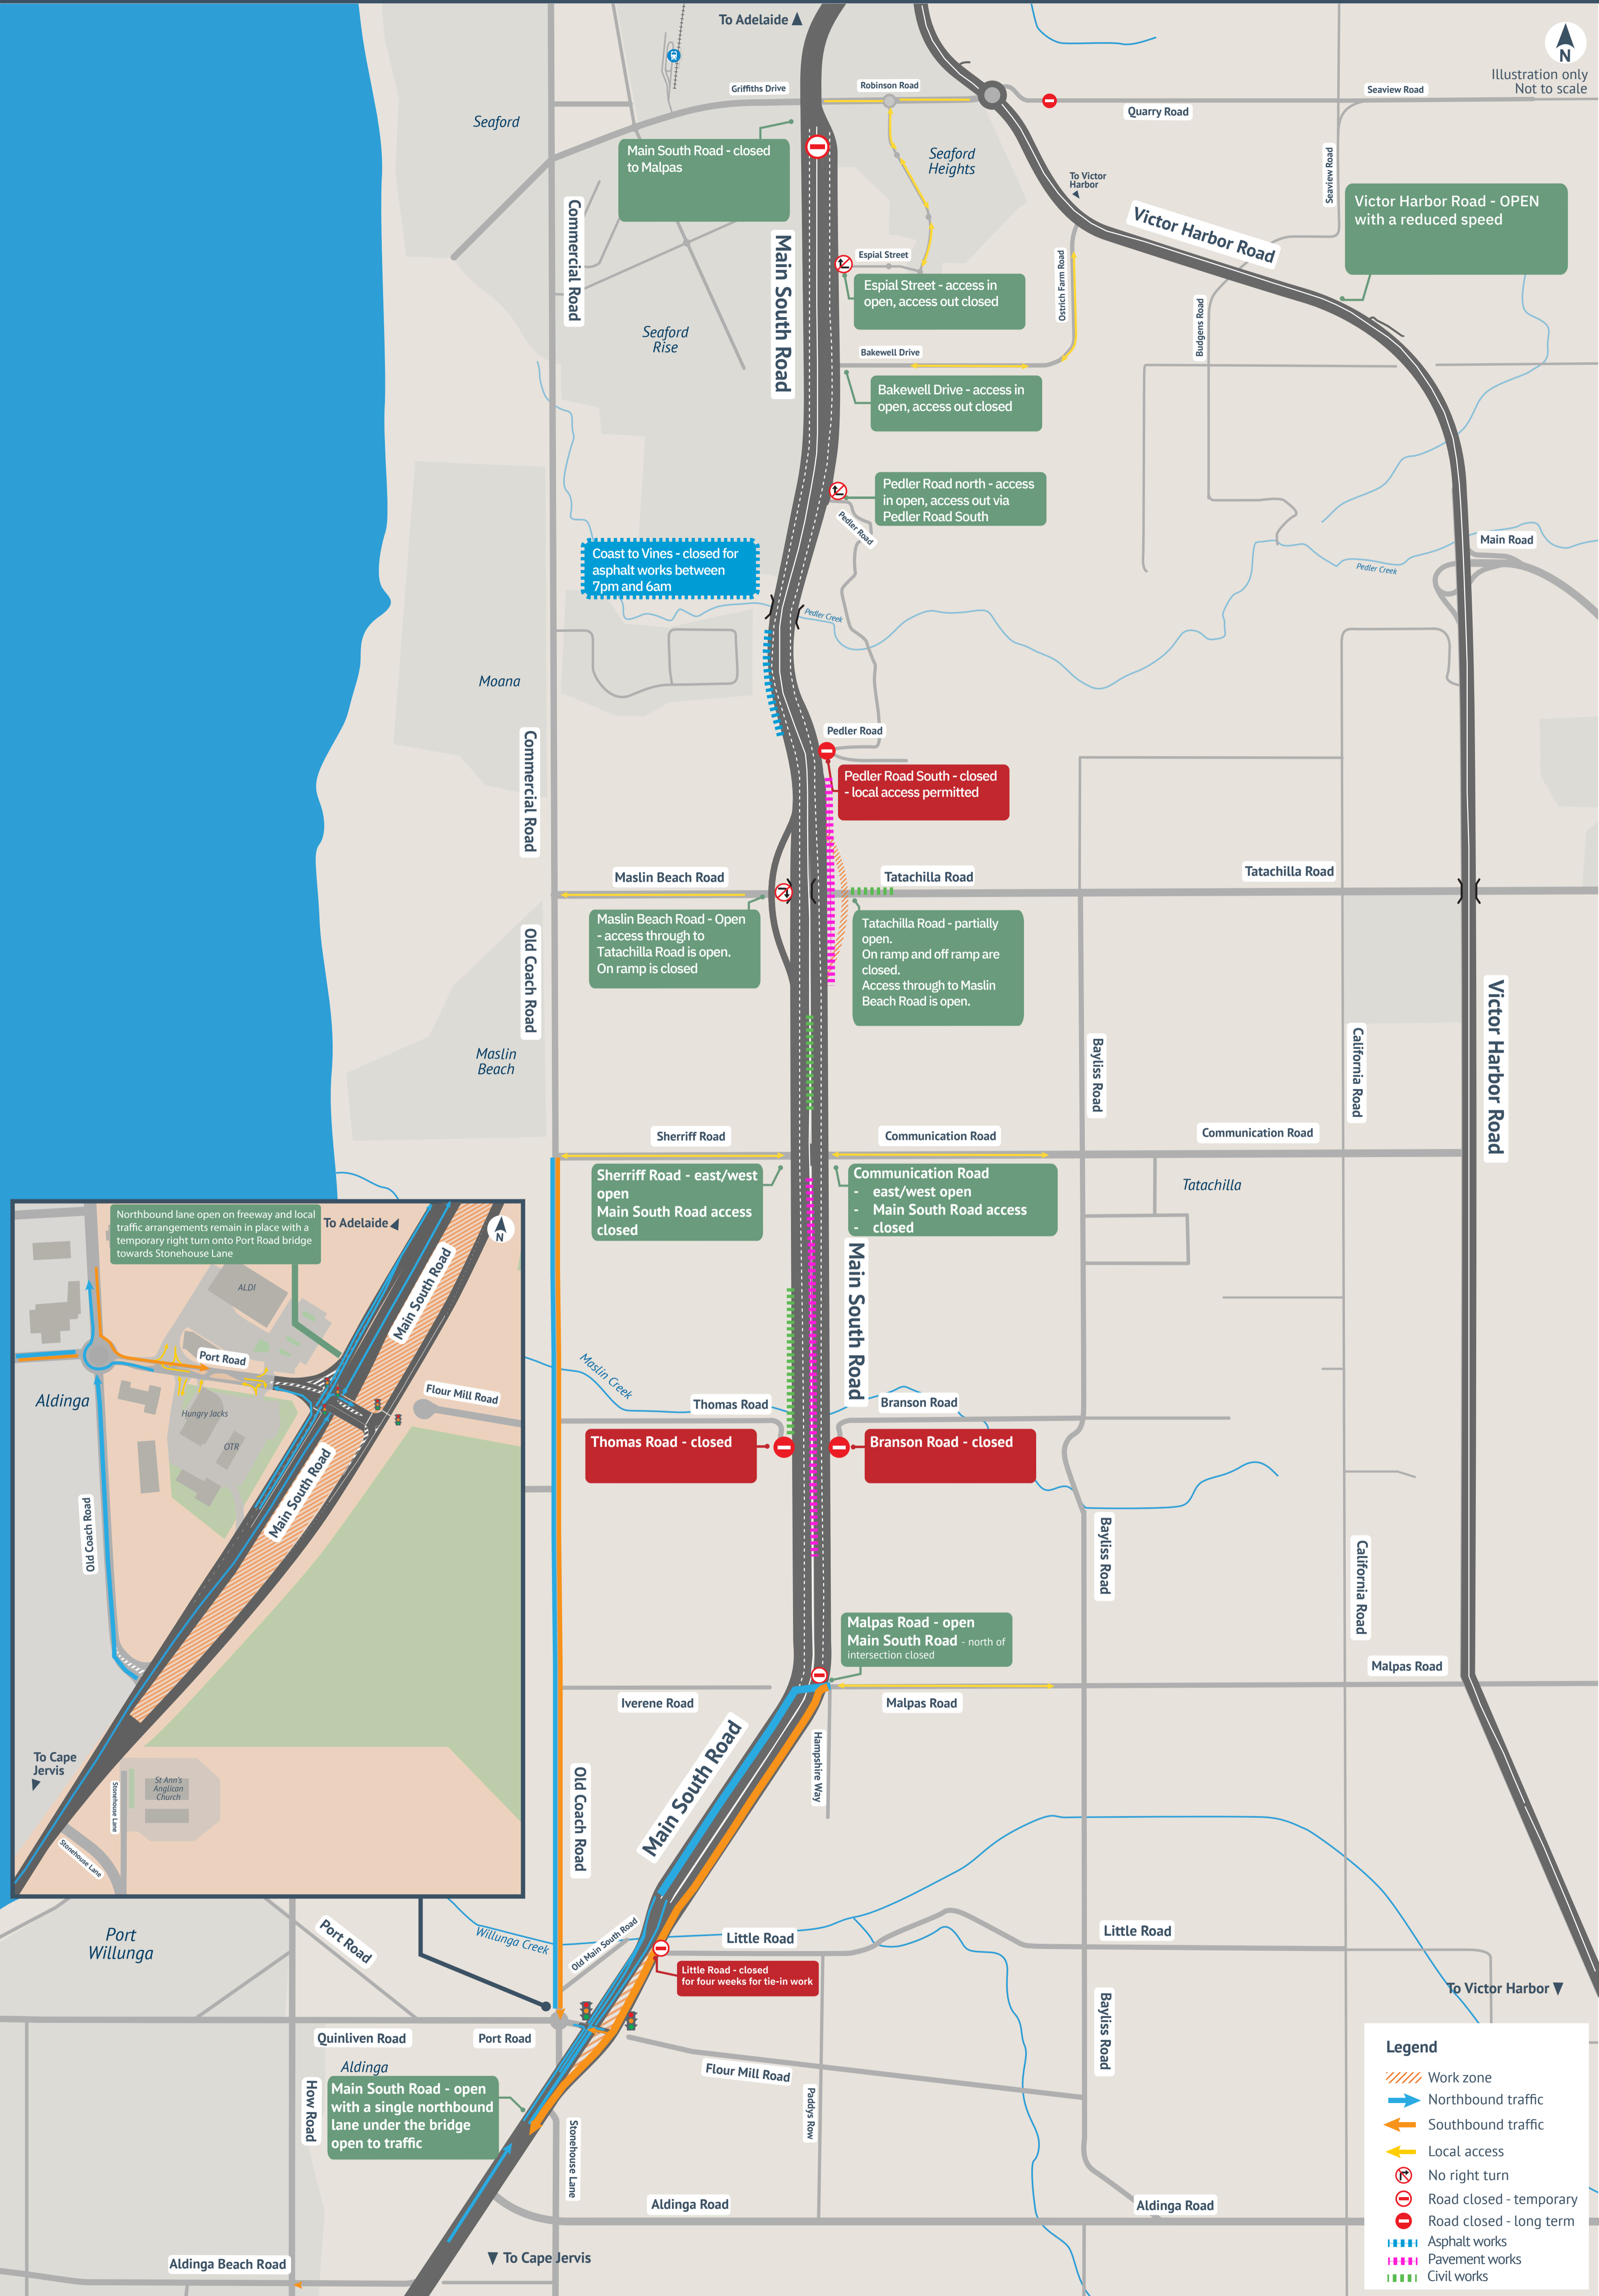 To Adelaide
N
Illustration only
Not to scale
Griffiths Drive
Robinson Road
Quarry Road
Seaview Road
Seaford
Main South Road - closed
to Malpas
Seaford
Heights
To Victor
Harbor
Seaview Road
Victor Harbor Road - OPEN
with a reduced speed
Commercial Road
Main South Road
Victor Harbor Road
Espial Street
Espial Street - access in
open, access out closed
Ostrich Farm Road
Budgens Road
Seaford
Rise
Bakewell Drive
Bakewell Drive - access in
open, access out closed
Pedler Road north - access
in open, access out via
Pedler Road South
Pedler Road
Main Road
Coast to Vines - closed for
asphalt works between
7pm and 6am
Pedler Creek
Pedler Creek
Moana
Commercial Road
Pedler Road
Pedler Road South - closed
- local access permitted
Maslin Beach Road
Tatachilla Road
Tatachilla Road
Maslin Beach Road - Open
- access through to
Tatachilla Road is open.
On ramp is closed
Tatachilla Road - partially
open.
On ramp and off ramp are
closed.
Access through to Maslin
Beach Road is open.
Old Coach Road
Maslin
Beach
Bayliss Road
California Road
Victor Harbor Road
Sherriff Road
Communication Road
Communication Road
Sherriff Road - east/west
open
Main South Road access
closed
Communication Road
- east/west open
- Main South Road access
- closed
Tatachilla
Main South Road
Northbound lane open on freeway and local
traffic arrangements remain in place with a
temporary right turn onto Port Road bridge
towards Stonehouse Lane
To Adelaide
N
Main South Road
ALDI
Port Road
Aldinga
Hungry Jacks
OTR
Flour Mill Road
Main South Road
Old Coach Road
To Cape
Jervis
St Ann's
Anglican
Church
Stonehouse Lane
Stonehouse Lane
Maslin Creek
Thomas Road
Branson Road
Thomas Road - closed
Branson Road - closed
Bayliss Road
California Road
Malpas Road - open
Main South Road - north of
intersection closed
Malpas Road
Iverene Road
Malpas Road
Hampshire Way
Main South Road
Old Coach Road
Port
Willunga
Port Road
Willunga Creek
Old Main South Road
Little Road
Little Road
Little Road - closed
for four weeks for tie-in work
To Victor Harbor
Quinliven Road
Port Road
Aldinga
Flour Mill Road
Bayliss Road
How Road
Main South Road - open
with a single northbound
lane under the bridge
open to traffic
Stonehouse Lane
Paddys Row
Aldinga Road
Aldinga Road
Aldinga Beach Road
To Cape Jervis
Legend
Work zone
Northbound traffic
Southbound traffic
Local access
No right turn
Road closed - temporary
Road closed - long term
Asphalt works
Pavement works
Civil works